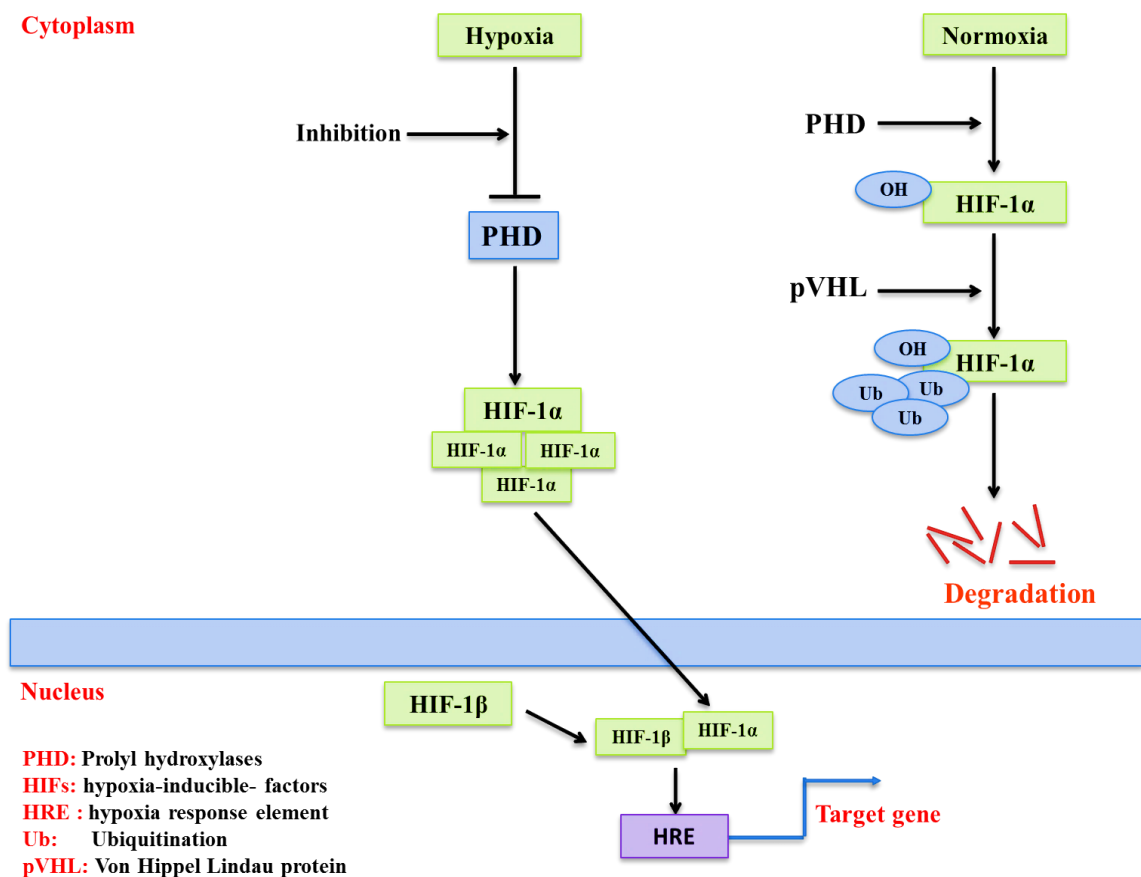 Cytoplasm
Hypoxia
Normoxia
Inhibition
PHD
PHD
OH
HIF-1α
pVHL
OH
HIF-1α
Ub
Ub
Ub
HIF-1α
HIF-1α
HIF-1α
HIF-1α
Degradation
Nucleus
HIF-1β
HIF-1β
HIF-1α
HRE
Target gene
PHD: Prolyl hydroxylases
HIFs: hypoxia-inducible- factors
HRE : hypoxia response element
Ub: Ubiquitination
pVHL: Von Hippel Lindau protein